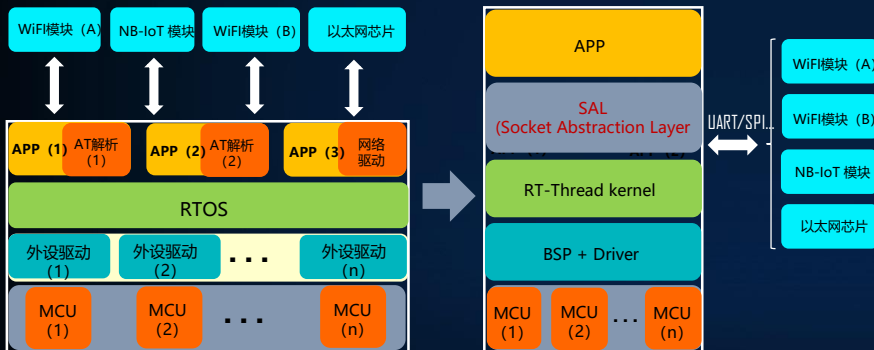 WiFI模块（A）
NB-IoT 模块
WiFI模块（B）
以太网芯片
APP（1）
AT解析
(1)
APP（2）
AT解析
(2)
APP（3）
网络
驱动
RTOS
外设驱动
(1)
外设驱动
(2)
...
外设驱动
(n)
MCU
(1)
MCU
(2)
...
MCU
(n)
APP
SAL
(Socket Abstraction Layer
RT-Thread kernel
BSP + Driver
MCU
(1)
MCU
(2)
...
MCU
(n)
UART/SPI...
WiFI模块（A）
WiFI模块（B）
NB-IoT 模块
以太网芯片